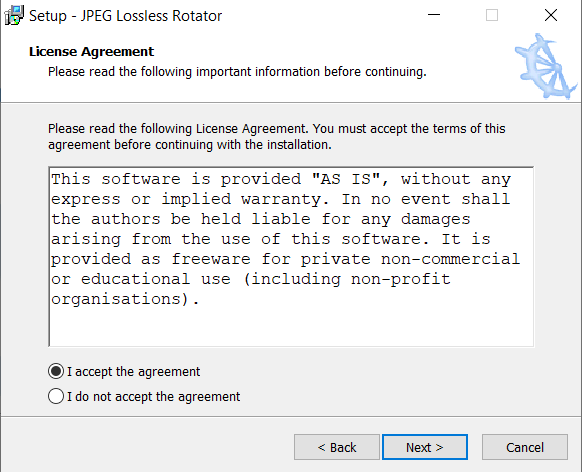 Setup - JPEG Lossless Rotator
License Agreement
Please read the following important information before continuing.
Please read the following License Agreement. You must accept the terms of this
agreement before continuing with the installation.
This software is provided "AS IS", without any
express or implied warranty. In no event shall
the authors be held liable for any damages
arising from the use of this software. It is
provided as freeware for private non-commercial
or educational use (including non-profit
organisations).
I accept the agreement
I do not accept the agreement
< Back Next > Cancel